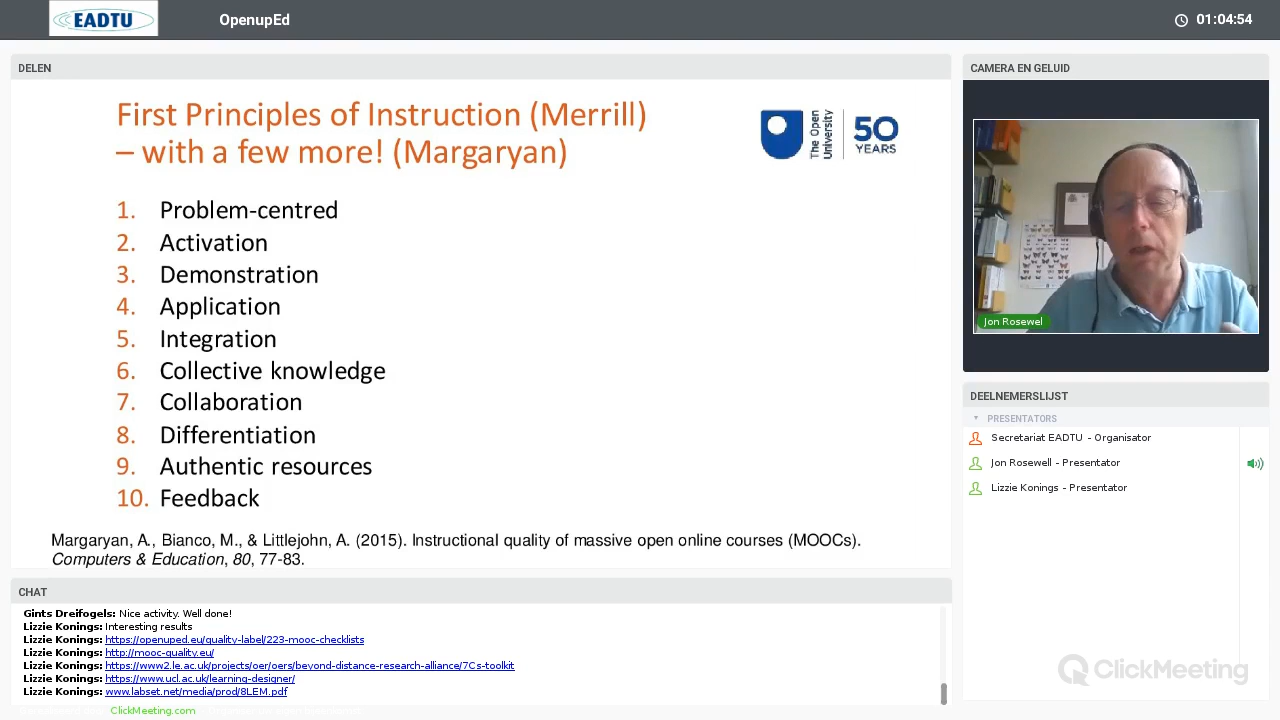 EADTU
OpenupEd
01:04:54
DELEN
First Principles of Instruction (Merrill)
– with a few more! (Margaryan)
The Open
University
50
YEARS
1. Problem-centred
2. Activation
3. Demonstration
4. Application
5. Integration
6. Collective knowledge
7. Collaboration
8. Differentiation
9. Authentic resources
10. Feedback
Margaryan, A., Bianco, M., & Littlejohn, A. (2015). Instructional quality of massive open online courses (MOOCs).
Computers & Education, 80, 77-83.
CAMERA EN GELUID
Jon Rosewel
DEELNEMERSLIJST
PRESENTATORS
Secretariat EADTU - Organisator
Jon Rosewell - Presentator
Lizzie Konings - Presentator
CHAT
Gints Dreifogels: Nice activity. Well done!
Lizzie Konings: Interesting results
Lizzie Konings: https://openuped.eu/quality-label/223-mooc-checklists
Lizzie Konings: http://mooc-quality.eu/
Lizzie Konings: https://www2.le.ac.uk/projects/oer/oers/beyond-distance-research-alliance/7Cs-toolkit
Lizzie Konings: https://www.ucl.ac.uk/learning-designer/
Lizzie Konings: www.labset.net/media/prod/8LEM.pdf
ClickMeeting
ClickMeeting.com